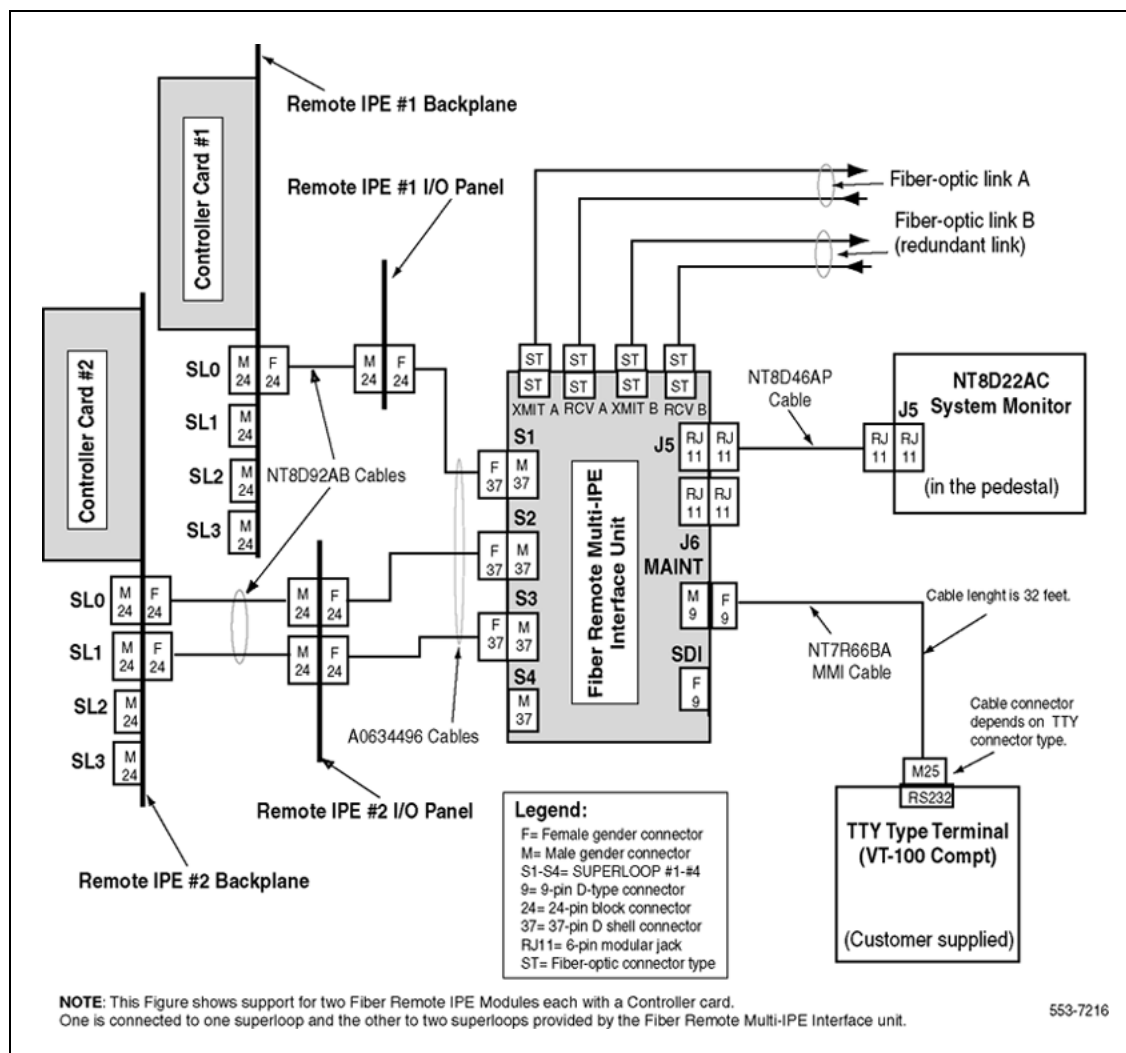 Remote IPE #1 Backplane
Controller Card #1
Remote IPE #1 I/O Panel
Fiber-optic link A
Fiber-optic link B
(redundant link)
Controller Card #2
SL0
M
24
F
24
M
24
F
24
SL1
M
24
SL2
M
24
SL3
M
24
NT8D92AB Cables
ST
ST
ST
ST
ST
ST
ST
ST
XMIT A
RCV A
XMIT B
RCV B
Fiber Remote Multi-IPE
Interface Unit
S1
F
37
M
37
S2
F
37
M
37
S3
F
37
M
37
S4
M
37
J5
RJ
11
RJ
11
RJ
11
RJ
11
J6
MAINT
M
9
F
9
SDI
F
9
NT8D46AP
Cable
NT8D22AC
System Monitor
J5
RJ
11
RJ
11
(in the pedestal)
SL0
M
24
F
24
M
24
F
24
SL1
M
24
F
24
M
24
F
24
SL2
M
24
SL3
M
24
A0634496 Cables
Cable lenght is 32 feet.
NT7R66BA
MMI Cable
Cable connector
depends on TTY
connector type.
M25
RS232
TTY Type Terminal
(VT-100 Compt)
(Customer supplied)
Remote IPE #2 I/O Panel
Remote IPE #2 Backplane
Legend:
F= Female gender connector
M= Male gender connector
S1-S4= SUPERLOOP #1-#4
9= 9-pin D-type connector
24= 24-pin block connector
37= 37-pin D shell connector
RJ11= 6-pin modular jack
ST= Fiber-optic connector type
NOTE: This Figure shows support for two Fiber Remote IPE Modules each with a Controller card.
One is connected to one superloop and the other to two superloops provided by the Fiber Remote Multi-IPE Interface unit.
553-7216